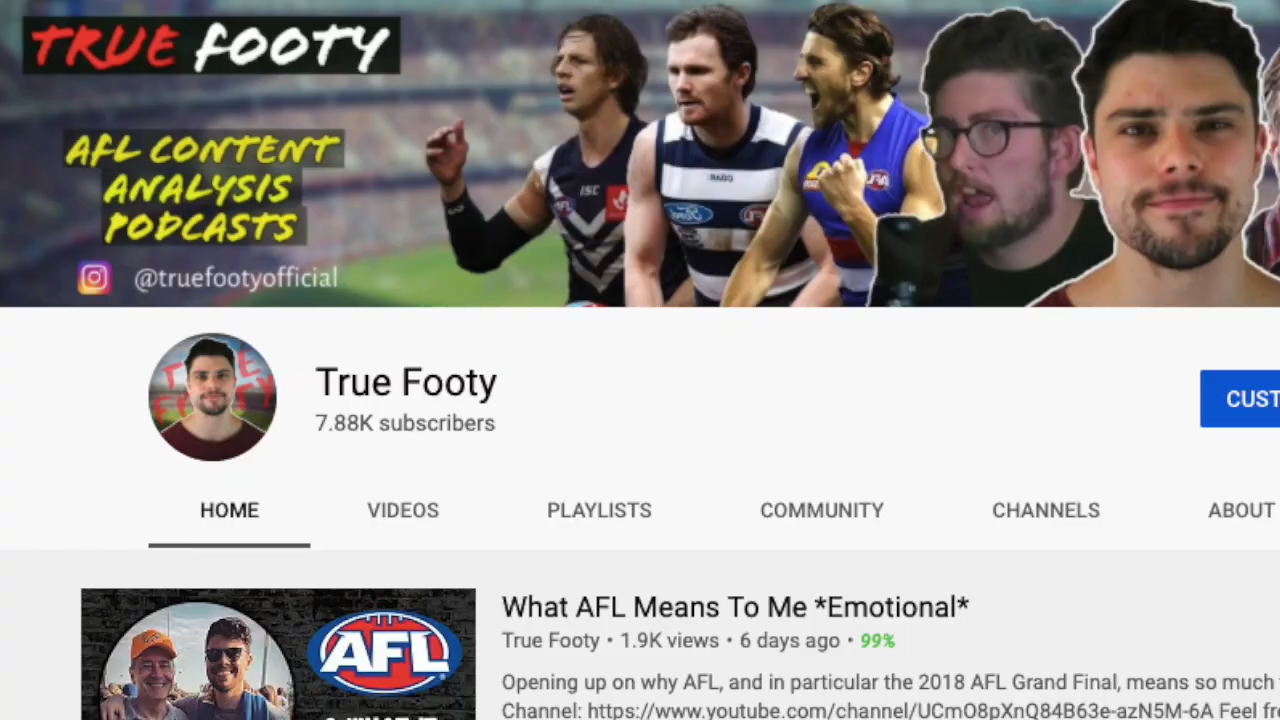 TRUE FOOTY
AFL CONTENT
ANALYSIS
PODCASTS
@truefootyofficial
ISC
AFL
Ford
True Footy
7.88K subscribers
CUST
HOME
VIDEOS
PLAYLISTS
COMMUNITY
CHANNELS
ABOUT
AFL
What AFL Means To Me *Emotional*
True Footy • 1.9K views • 6 days ago • 99%
Opening up on why AFL, and in particular the 2018 AFL Grand Final, means so much
Channel: https://www.youtube.com/channel/UCmO8pXnQ84B63e-azN5M-6A Feel fr